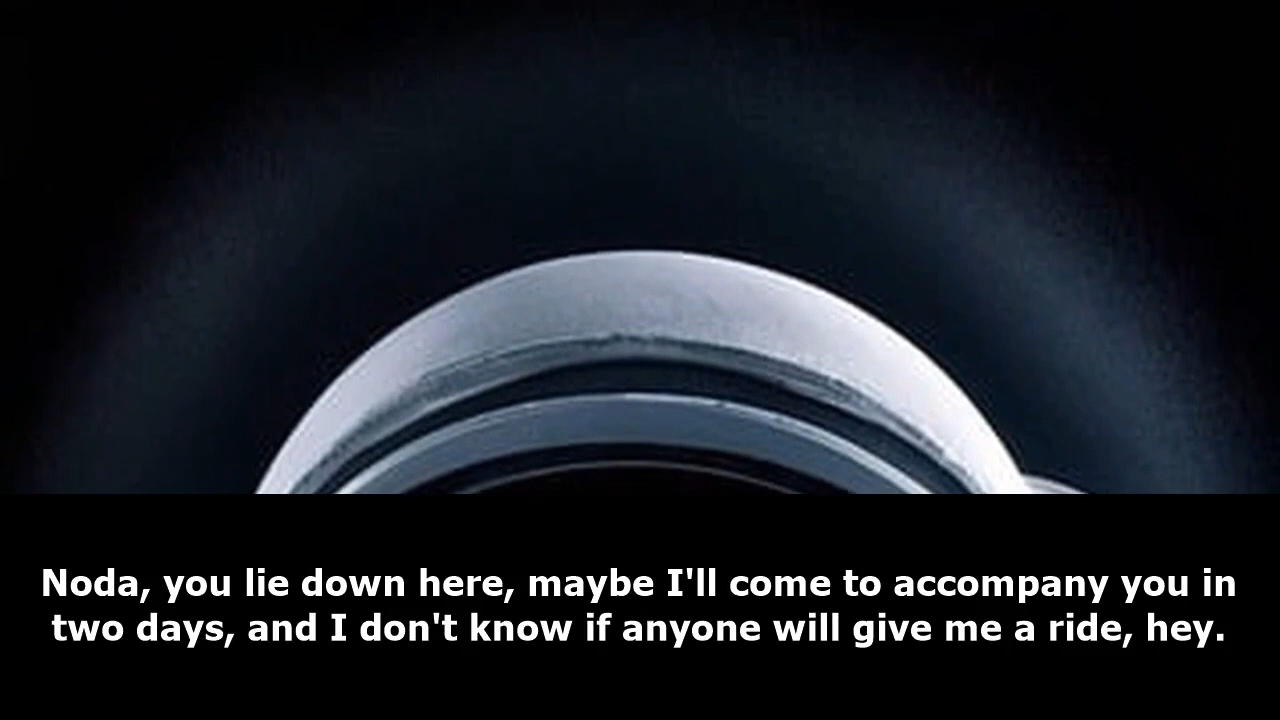 Noda, you lie down here, maybe I'll come to accompany you in
two days, and I don't know if anyone will give me a ride, hey.